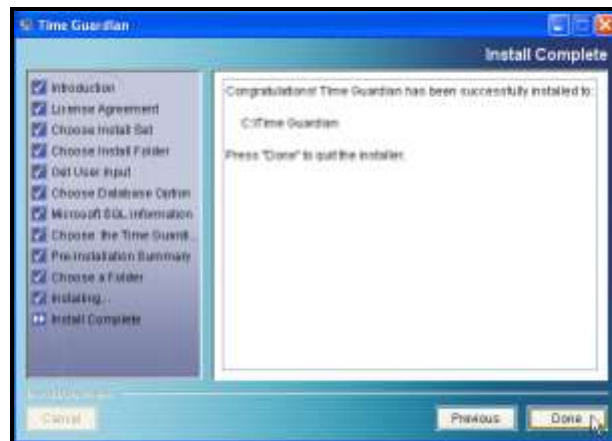 Time Guardian
Install Complete
Introduction
License Agreement
Choose Install Set
Choose Install Folder
Get User Input
Choose Database Option
Microsoft SQL Information
Choose the Time Guardi...
Pre-Installation Summary
Choose a Folder
Installing...
Install Complete
Congratulations! Time Guardian has been successfully installed to:
C:\Time Guardian
Press "Done" to quit the installer.
Cancel
Previous
Done